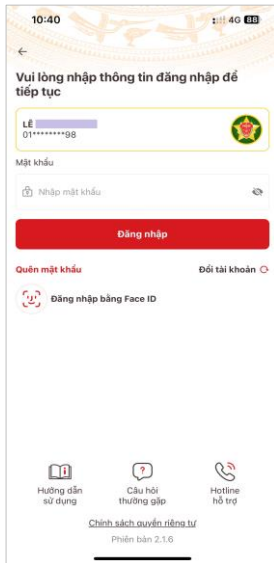 10:40
4G 88
Vui lòng nhập thông tin đăng nhập để
tiếp tục
LÊ
01********98
Mật khẩu
Nhập mật khẩu
Đăng nhập
Quên mật khẩu
Đổi tài khoản
Đăng nhập bằng Face ID
Hướng dẫn
sử dụng
Câu hỏi
thường gặp
Hotline
hỗ trợ
Chính sách quyền riêng tư
Phiên bản 2.1.6